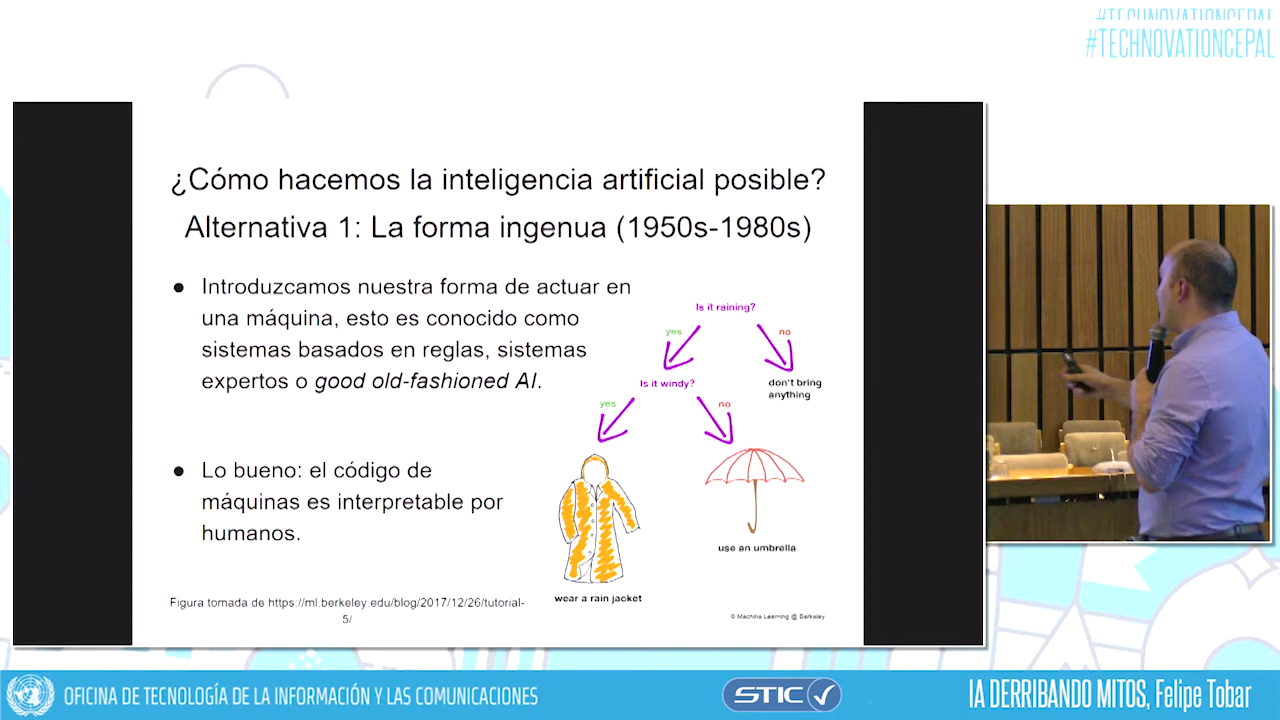 #TECHNOVATIONCEPAL
#TECHNOVATIONCEPAL
¿Cómo hacemos la inteligencia artificial posible?
Alternativa 1: La forma ingenua (1950s-1980s)
● Introduzcamos nuestra forma de actuar en
una máquina, esto es conocido como
sistemas basados en reglas, sistemas
expertos o good old-fashioned AI.
● Lo bueno: el código de
máquinas es interpretable por
humanos.
Is it raining?
yes
no
Is it windy?
don't bring
anything
yes
no
use an umbrella
wear a rain jacket
Figura tomada de https://ml.berkeley.edu/blog/2017/12/26/tutorial-
5/
© Machine Learning @ Berkeley
OFICINA DE TECNOLOGÍA DE LA INFORMACIÓN Y LAS COMUNICACIONES
STIC
IA DERRIBANDO MITOS, Felipe Tobar